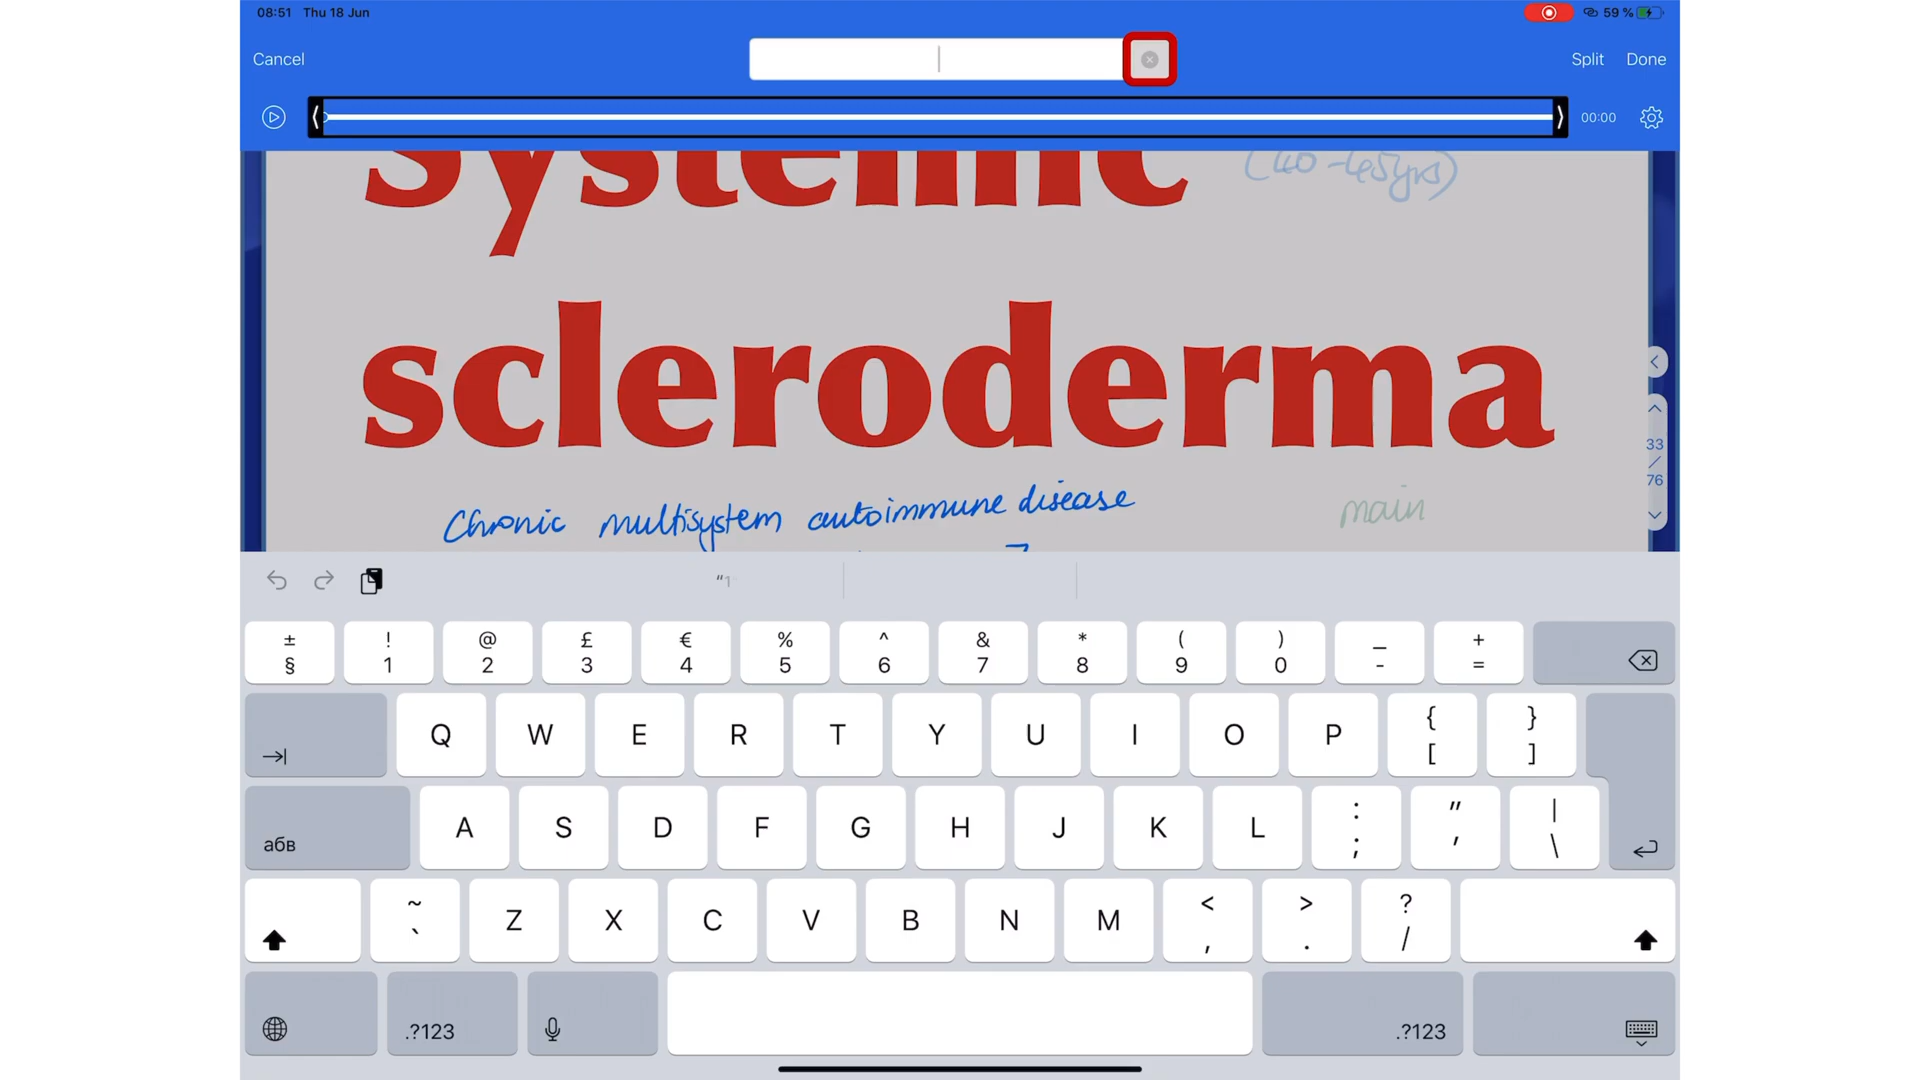 08:51 Thu 18 Jun 59 %
Cancel Split Done
00:00
systemic (40-45yrs)
scleroderma
33
/
76
Chronic multisystem autoimmune disease main
"1
± ! @ £ € % ^ & * ( ) _ +
§ 1 2 3 4 5 6 7 8 9 0 - =
Q W E R T Y U I O P { [ } ]
абв A S D F G H J K L : ; " ' | \
~ ` Z X C V B N M < , > . ? /
.?123 .?123